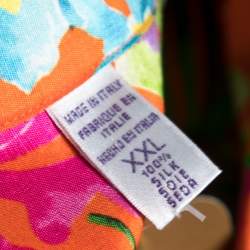 MADE IN ITALY
FABRIQUE EN
ITALIE
HECHO EN ITALIA
XXL
100%
SILK
SOIE
SEDA